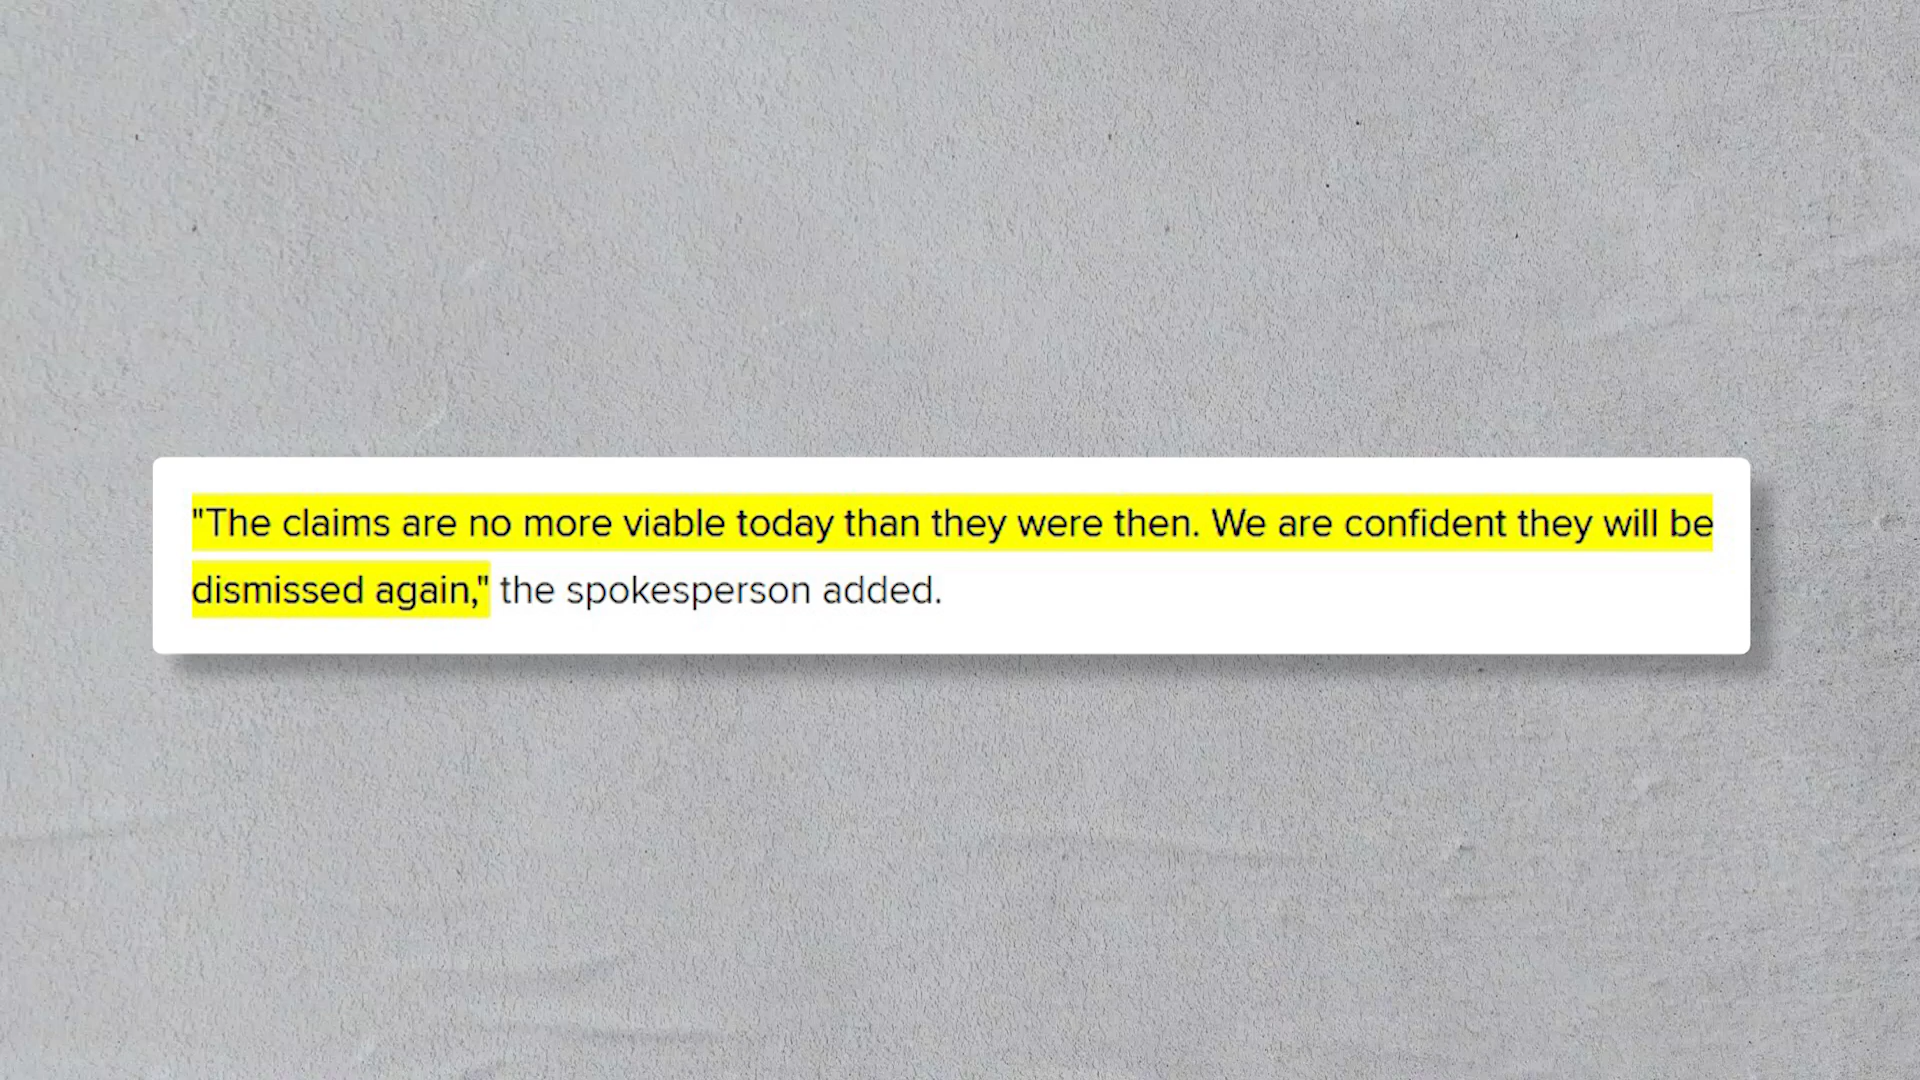 "The claims are no more viable today than they were then. We are confident they will be
dismissed again," the spokesperson added.